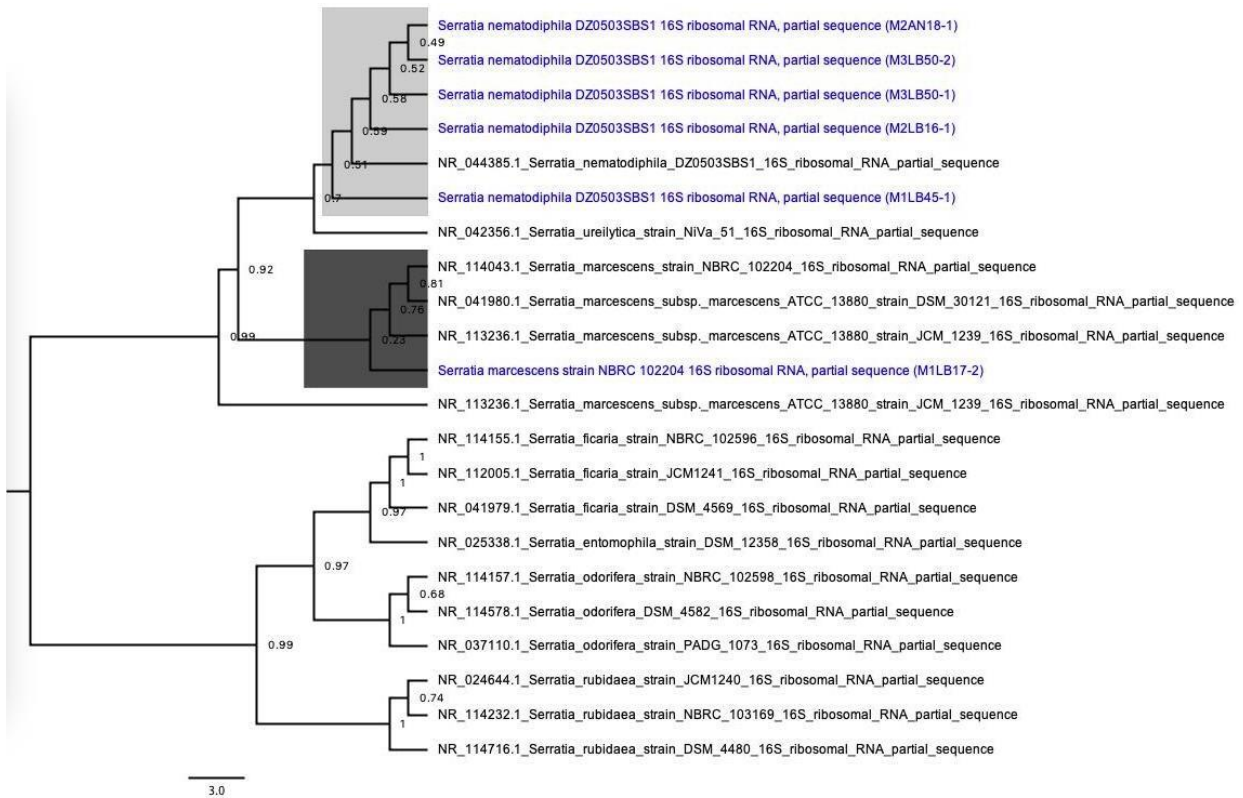 Serratia nematodiphila DZ0503SBS1 16S ribosomal RNA, partial sequence (M2AN18-1)
0.49
Serratia nematodiphila DZ0503SBS1 16S ribosomal RNA, partial sequence (M3LB50-2)
0.52
Serratia nematodiphila DZ0503SBS1 16S ribosomal RNA, partial sequence (M3LB50-1)
0.58
Serratia nematodiphila DZ0503SBS1 16S ribosomal RNA, partial sequence (M2LB16-1)
0.59
NR_044385.1_Serratia_nematodiphila_DZ0503SBS1_16S_ribosomal_RNA_partial_sequence
0.51
Serratia nematodiphila DZ0503SBS1 16S ribosomal RNA, partial sequence (M1LB45-1)
0.7
NR_042356.1_Serratia_ureilytica_strain_NiVa_51_16S_ribosomal_RNA_partial_sequence
NR_114043.1_Serratia_marcescens_strain_NBRC_102204_16S_ribosomal_RNA_partial_sequence
0.92
0.81
NR_041980.1_Serratia_marcescens_subsp._marcescens_ATCC_13880_strain_DSM_30121_16S_ribosomal_RNA_partial_sequence
0.76
NR_113236.1_Serratia_marcescens_subsp._marcescens_ATCC_13880_strain_JCM_1239_16S_ribosomal_RNA_partial_sequence
0.99
0.23
Serratia marcescens strain NBRC 102204 16S ribosomal RNA, partial sequence (M1LB17-2)
NR_113236.1_Serratia_marcescens_subsp._marcescens_ATCC_13880_strain_JCM_1239_16S_ribosomal_RNA_partial_sequence
NR_114155.1_Serratia_ficaria_strain_NBRC_102596_16S_ribosomal_RNA_partial_sequence
1
NR_112005.1_Serratia_ficaria_strain_JCM1241_16S_ribosomal_RNA_partial_sequence
1
NR_041979.1_Serratia_ficaria_strain_DSM_4569_16S_ribosomal_RNA_partial_sequence
0.97
NR_025338.1_Serratia_entomophila_strain_DSM_12358_16S_ribosomal_RNA_partial_sequence
0.97
NR_114157.1_Serratia_odorifera_strain_NBRC_102598_16S_ribosomal_RNA_partial_sequence
0.68
NR_114578.1_Serratia_odorifera_DSM_4582_16S_ribosomal_RNA_partial_sequence
1
NR_037110.1_Serratia_odorifera_strain_PADG_1073_16S_ribosomal_RNA_partial_sequence
0.99
NR_024644.1_Serratia_rubidaea_strain_JCM1240_16S_ribosomal_RNA_partial_sequence
0.74
NR_114232.1_Serratia_rubidaea_strain_NBRC_103169_16S_ribosomal_RNA_partial_sequence
1
NR_114716.1_Serratia_rubidaea_strain_DSM_4480_16S_ribosomal_RNA_partial_sequence
3.0